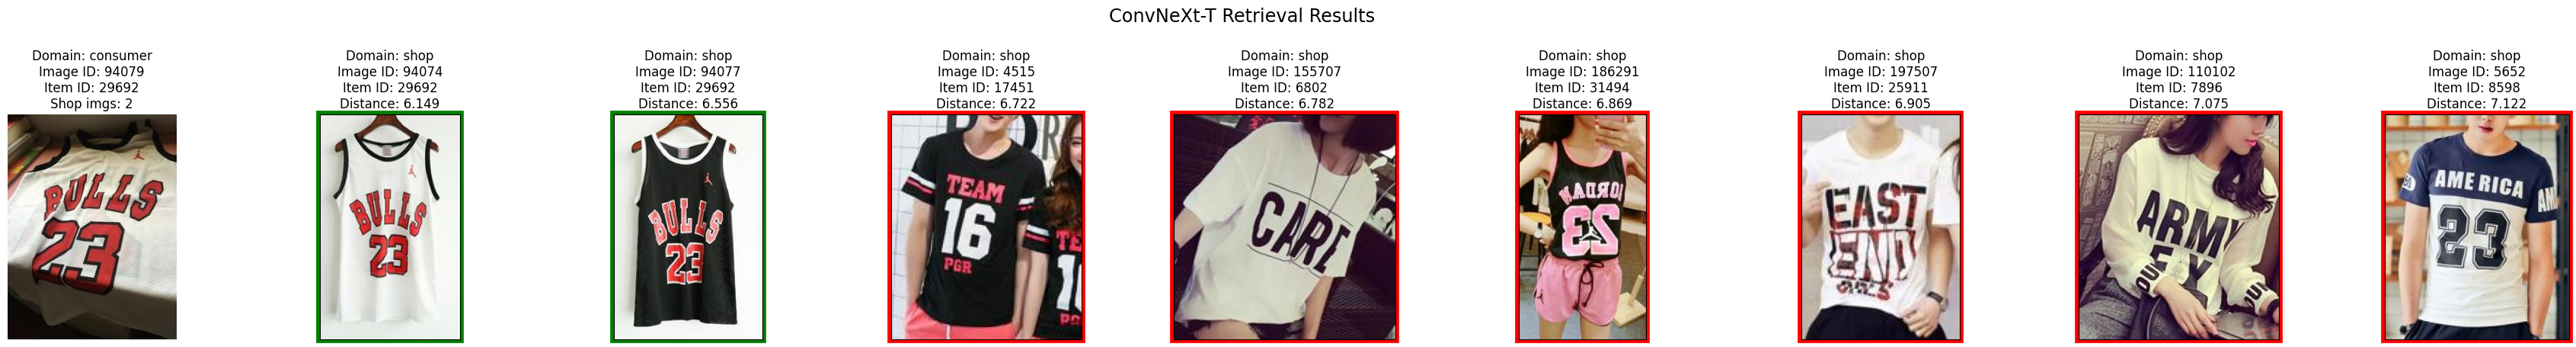 ConvNeXt-T Retrieval Results
Domain: consumer
Image ID: 94079
Item ID: 29692
Shop imgs: 2
BULLS
23
Domain: shop
Image ID: 94074
Item ID: 29692
Distance: 6.149
BULLS
23
Domain: shop
Image ID: 94077
Item ID: 29692
Distance: 6.556
BULLS
23
Domain: shop
Image ID: 4515
Item ID: 17451
Distance: 6.722
TEAM
16
PGR
Domain: shop
Image ID: 155707
Item ID: 6802
Distance: 6.782
CARE
Domain: shop
Image ID: 186291
Item ID: 31494
Distance: 6.869
JORDAN
23
Domain: shop
Image ID: 197507
Item ID: 25911
Distance: 6.905
EAST
END
Domain: shop
Image ID: 110102
Item ID: 7896
Distance: 7.075
ARMY
Domain: shop
Image ID: 5652
Item ID: 8598
Distance: 7.122
AMERICA
23